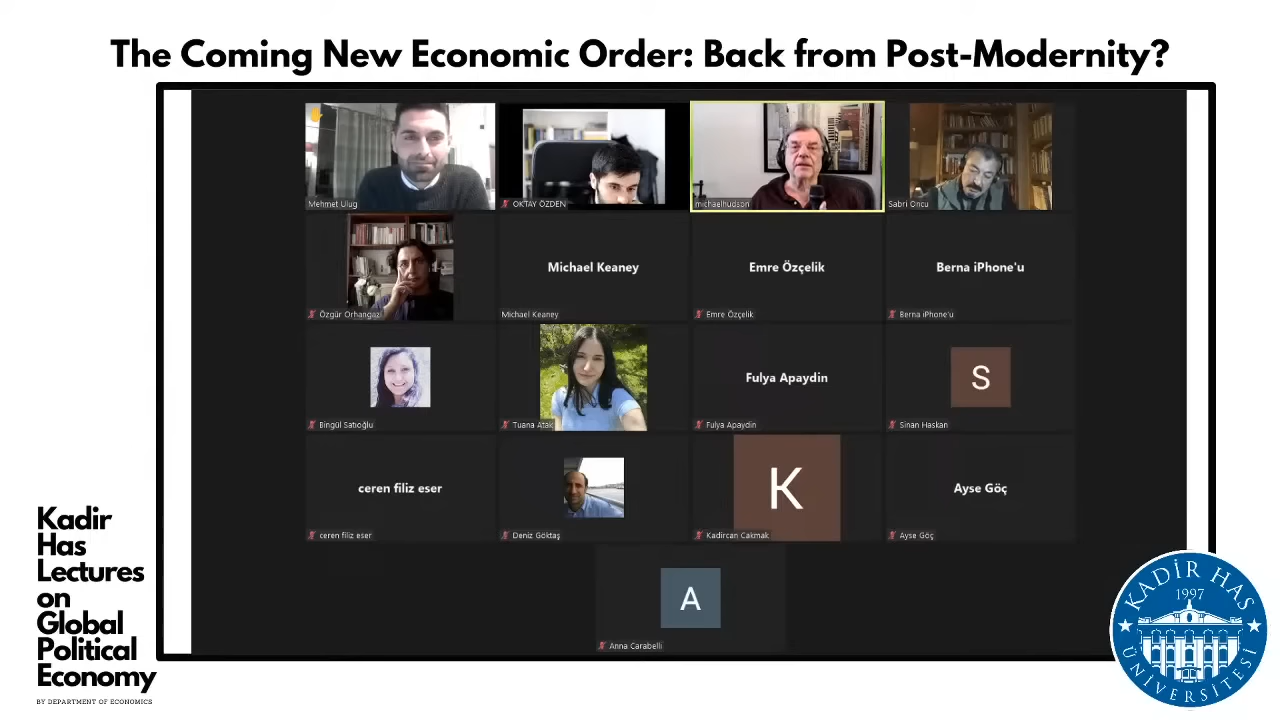 The Coming New Economic Order: Back from Post-Modernity?
Mehmet Ulug
OKTAY ÖZDEN
michaelhudson
Sabri Oncu
Özgür Orhangazi
Michael Keaney
Michael Keaney
Emre Özçelik
Emre Özçelik
Berna iPhone'u
Berna iPhone'u
Bingül Satıoğlu
Tuana Atak
Fulya Apaydin
Fulya Apaydin
S
Sinan Haskan
ceren filiz eser
ceren filiz eser
Deniz Göktaş
K
Kadircan Cakmak
Ayse Göç
Ayse Göç
A
Anna Carabelli
Kadir
Has
Lectures
on
Global
Political
Economy
BY DEPARTMENT OF ECONOMICS
KADİR HAS
1997
ÜNİVERSİTESİ